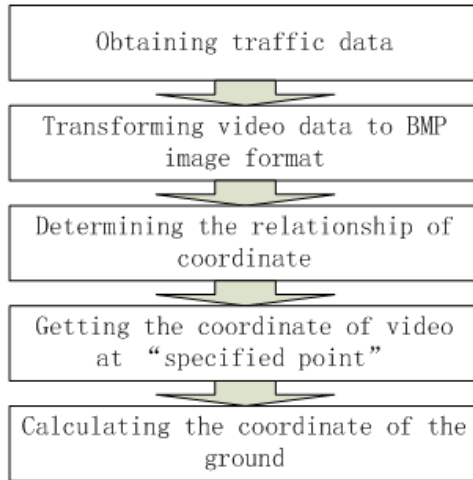 Obtaining traffic data
Transforming video data to BMP
image format
Determining the relationship of
coordinate
Getting the coordinate of video
at “specified point”
Calculating the coordinate of the
ground